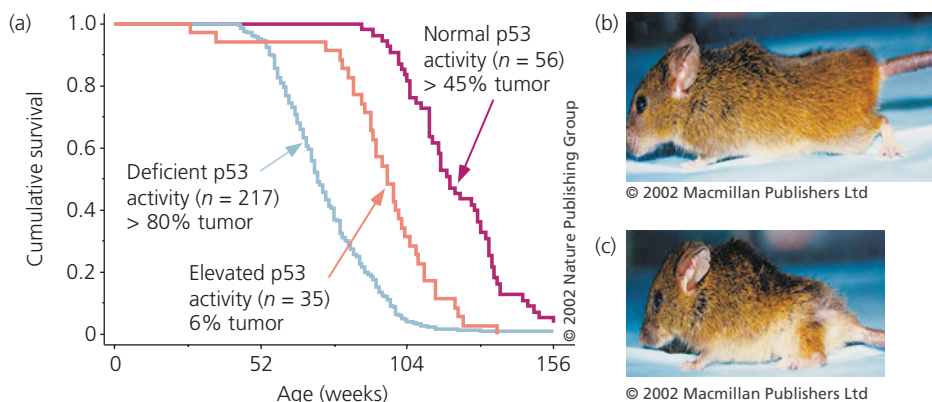 (a)
Cumulative survival
1.0
0.8
0.6
0.4
0.2
0
0
52
104
156
Age (weeks)
Normal p53
activity (n = 56)
> 45% tumor
Deficient p53
activity (n = 217)
> 80% tumor
Elevated p53
activity (n = 35)
6% tumor
© 2002 Nature Publishing Group
(b)
© 2002 Macmillan Publishers Ltd
(c)
© 2002 Macmillan Publishers Ltd